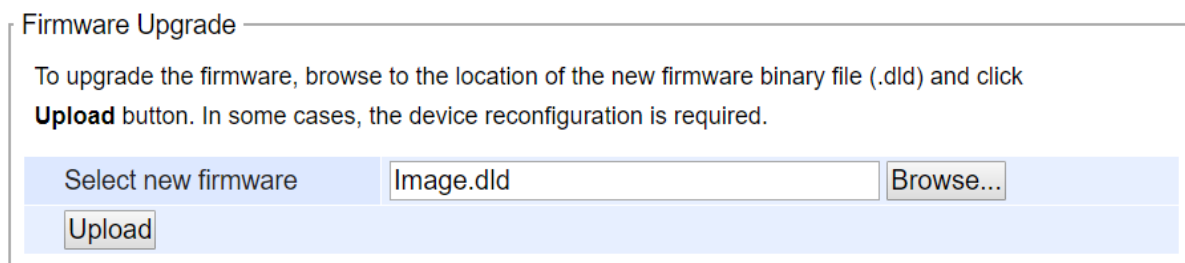 Firmware Upgrade
To upgrade the firmware, browse to the location of the new firmware binary file (.dld) and click
Upload button. In some cases, the device reconfiguration is required.
Select new firmware Image.dld Browse...
Upload